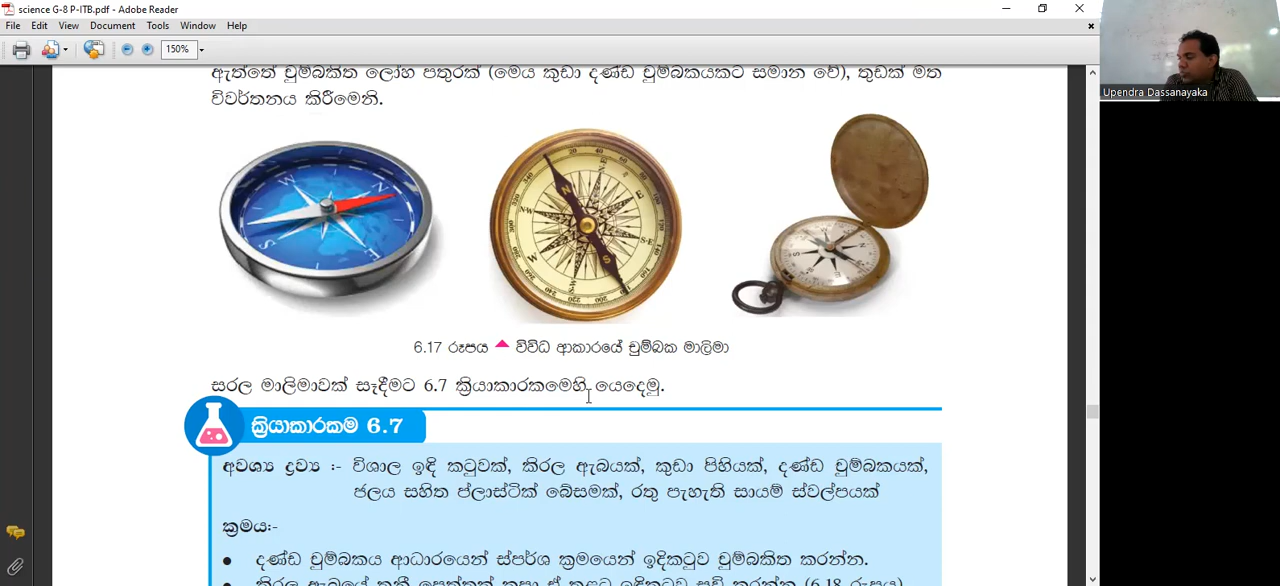 science G-8 P-ITB.pdf - Adobe Reader
File Edit View Document Tools Window Help
150%
Upendra Dassanayaka
ඇත්තේ චුම්බකිත ලෝහ පතුරක් (මෙය කුඩා දණ්ඩ චුම්බකයකට සමාන වේ), තුඩක් මත
විවර්තනය කිරීමෙනි.
6.17 රූපය විවිධ ආකාරයේ චුම්බක මාලිමා
සරල මාලිමාවක් සෑදීමට 6.7 ක්‍රියාකාරකමෙහි යෙදෙමු.
ක්‍රියාකාරකම 6.7
අවශ්‍ය ද්‍රව්‍ය :- විශාල ඉඳි කටුවක්, කිරල ඇබයක්, කුඩා පිහියක්, දණ්ඩ චුම්බකයක්,
ජලය සහිත ප්ලාස්ටික් බේසමක්, රතු පැහැති සායම් ස්වල්පයක්
ක්‍රමය:-
• දණ්ඩ චුම්බකය ආධාරයෙන් ස්පර්ශ ක්‍රමයෙන් ඉඳිකටුව චුම්බකිත කරන්න.